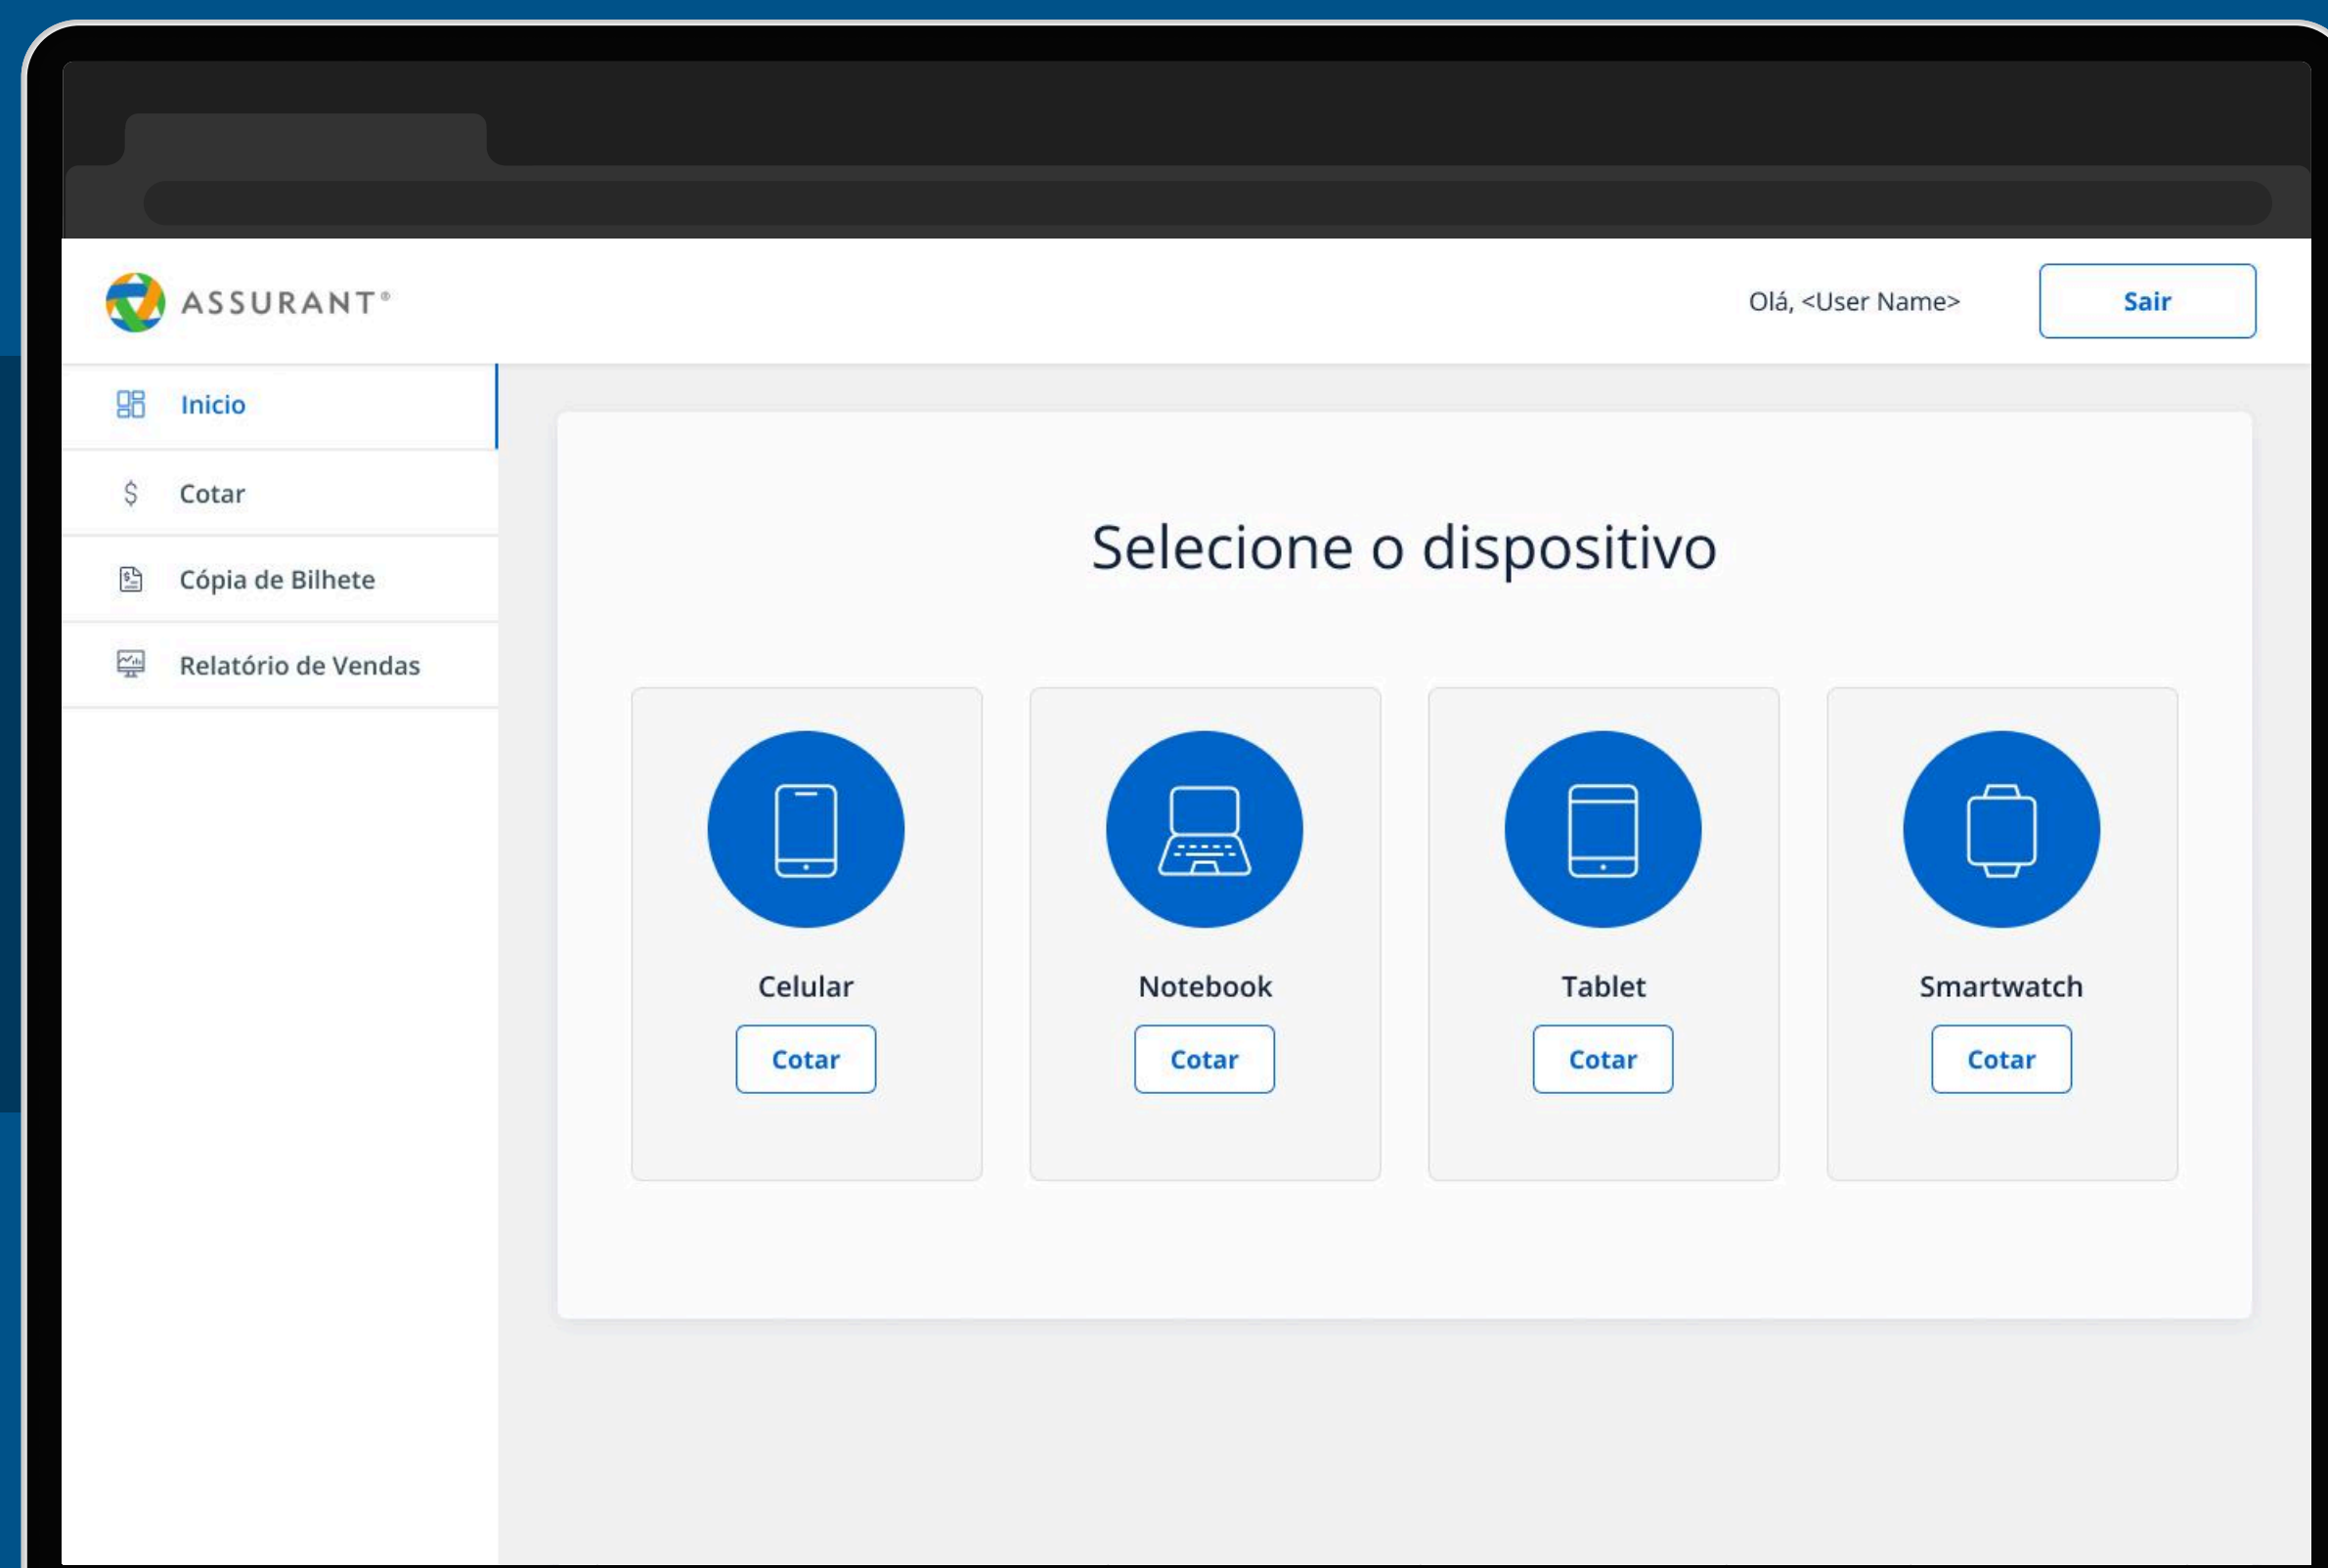 ASSURANT®
Olá, <User Name>
Sair
Inicio
Cotar
Cópia de Bilhete
Relatório de Vendas
Selecione o dispositivo
Celular
Cotar
Notebook
Cotar
Tablet
Cotar
Smartwatch
Cotar